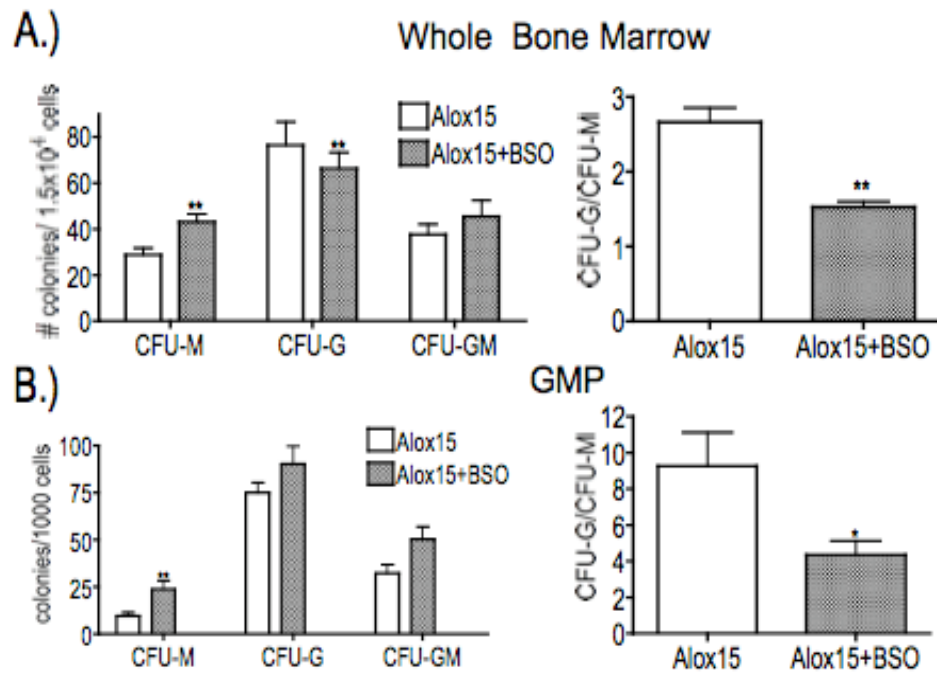 A.)
Whole Bone Marrow
# colonies/ 1.5x10⁴ cells
80
60
40
20
0
**
**
Alox15
Alox15+BSO
CFU-M
CFU-G
CFU-GM
CFU-G/CFU-MI
3
2
1
0
**
Alox15
Alox15+BSO
B.)
GMP
colonies/1000 cells
100
75
50
25
0
**
Alox15
Alox15+BSO
CFU-M
CFU-G
CFU-GM
CFU-G/CFU-MI
12
10
8
6
4
2
0
*
Alox15
Alox15+BSO